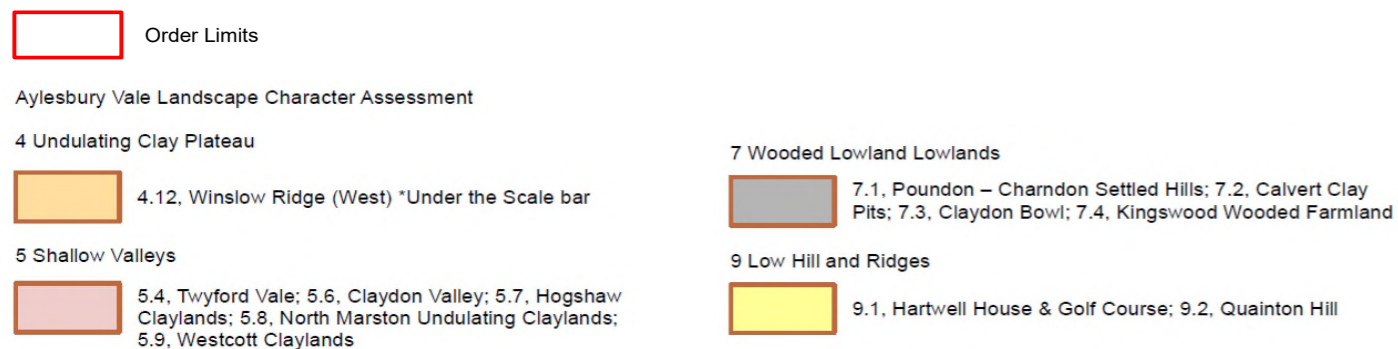 Order Limits
Aylesbury Vale Landscape Character Assessment
4 Undulating Clay Plateau
4.12, Winslow Ridge (West) *Under the Scale bar
5 Shallow Valleys
5.4, Twyford Vale; 5.6, Claydon Valley; 5.7, Hogshaw
Claylands; 5.8, North Marston Undulating Claylands;
5.9, Westcott Claylands
7 Wooded Lowland Lowlands
7.1, Poundon – Charndon Settled Hills; 7.2, Calvert Clay
Pits; 7.3, Claydon Bowl; 7.4, Kingswood Wooded Farmland
9 Low Hill and Ridges
9.1, Hartwell House & Golf Course; 9.2, Quainton Hill